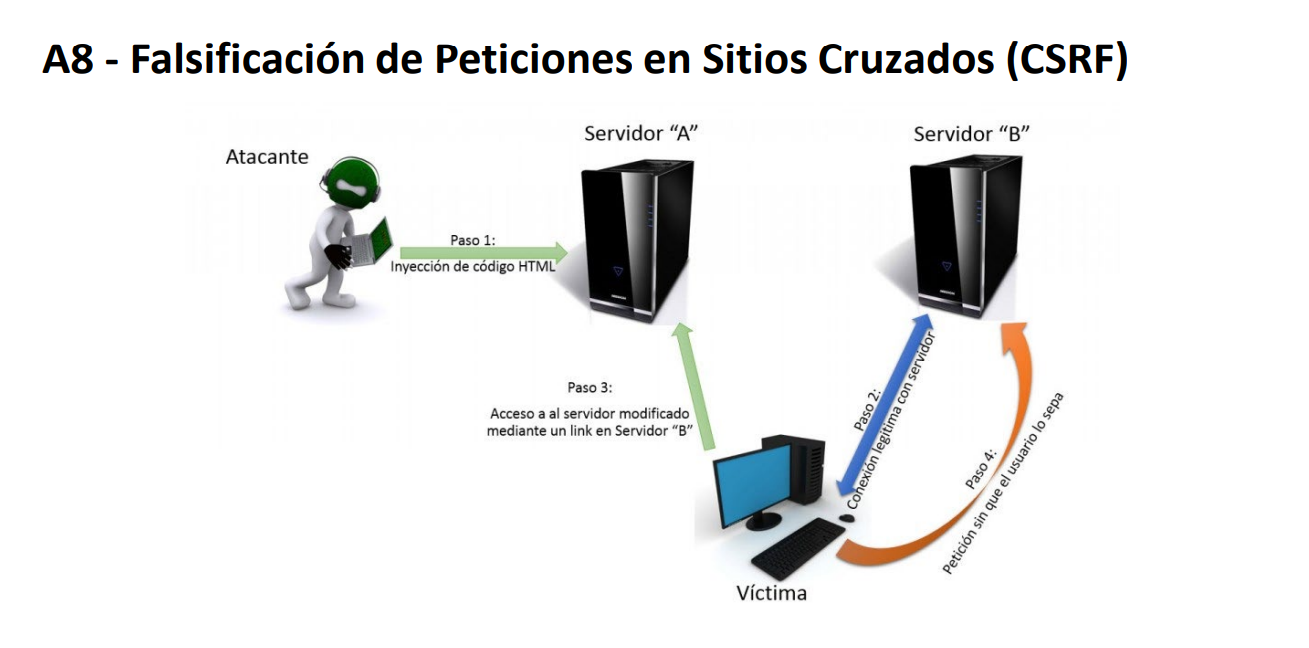 A8 - Falsificación de Peticiones en Sitios Cruzados (CSRF)
Atacante
Servidor “A”
Servidor “B”
Paso 1:
Inyección de código HTML
Paso 3:
Acceso a al servidor modificado
mediante un link en Servidor “B”
Paso 2:
Conexión legítima con servidor
Paso 4:
Petición sin que el usuario lo sepa
Víctima